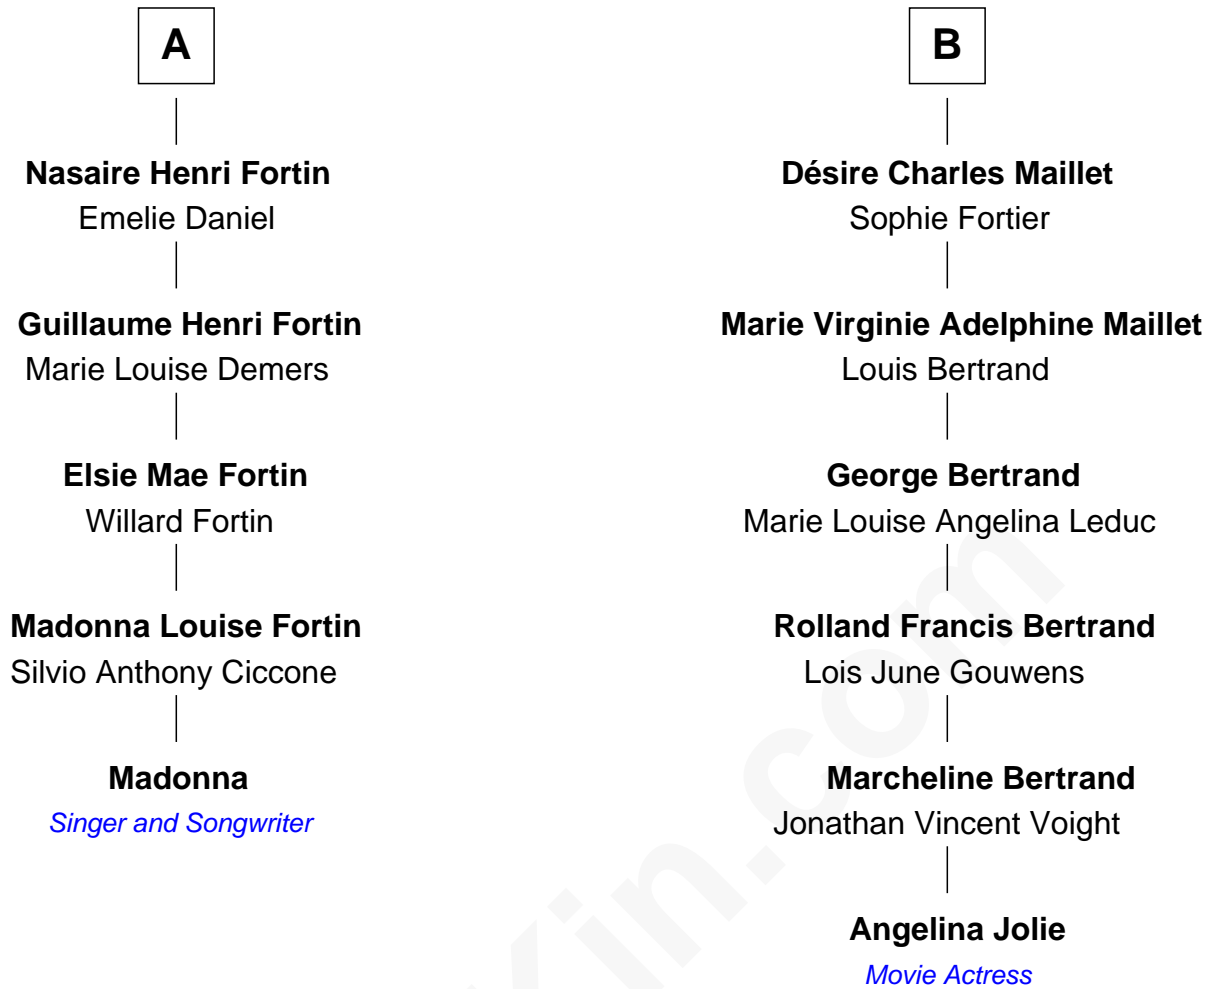 A
Nasaire Henri Fortin
Emelie Daniel
Guillaume Henri Fortin
Marie Louise Demers
Elsie Mae Fortin
Willard Fortin
Madonna Louise Fortin
Silvio Anthony Ciccone
Madonna
Singer and Songwriter
B
Désire Charles Maillet
Sophie Fortier
Marie Virginie Adelphine Maillet
Louis Bertrand
George Bertrand
Marie Louise Angelina Leduc
Rolland Francis Bertrand
Lois June Gouwens
Marcheline Bertrand
Jonathan Vincent Voight
Angelina Jolie
Movie Actress
Kin.com